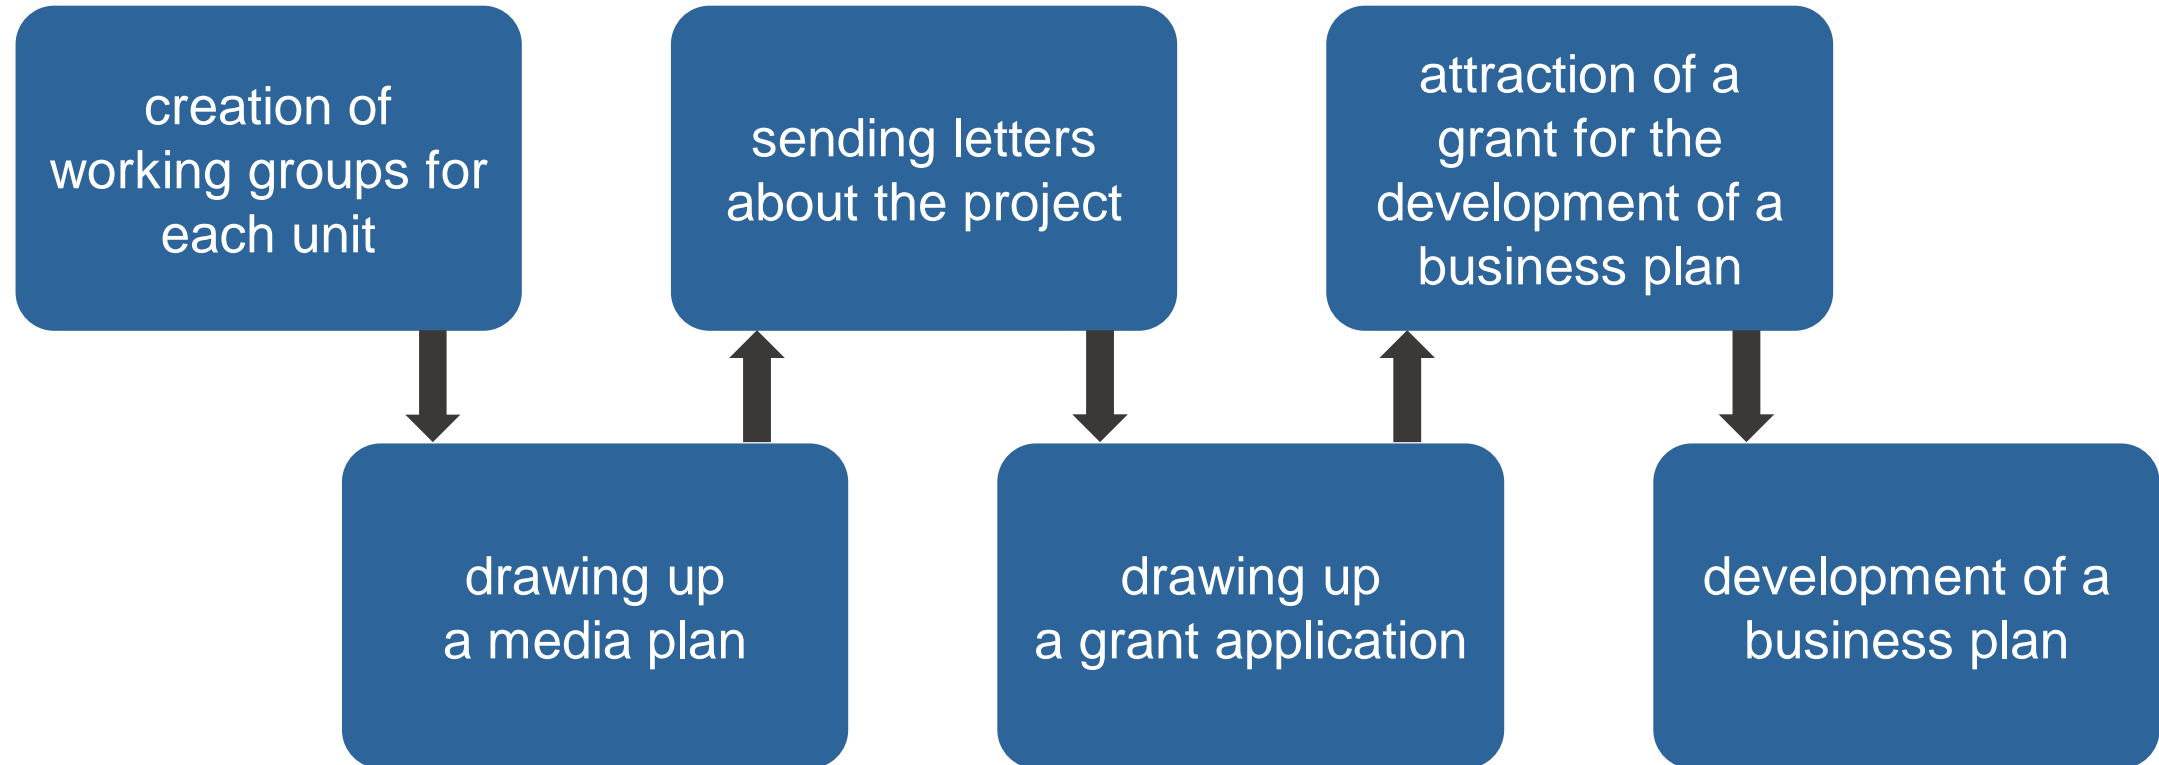 creation of
working groups for
each unit
drawing up
a media plan
sending letters
about the project
drawing up
a grant application
attraction of a
grant for the
development of a
business plan
development of a
business plan